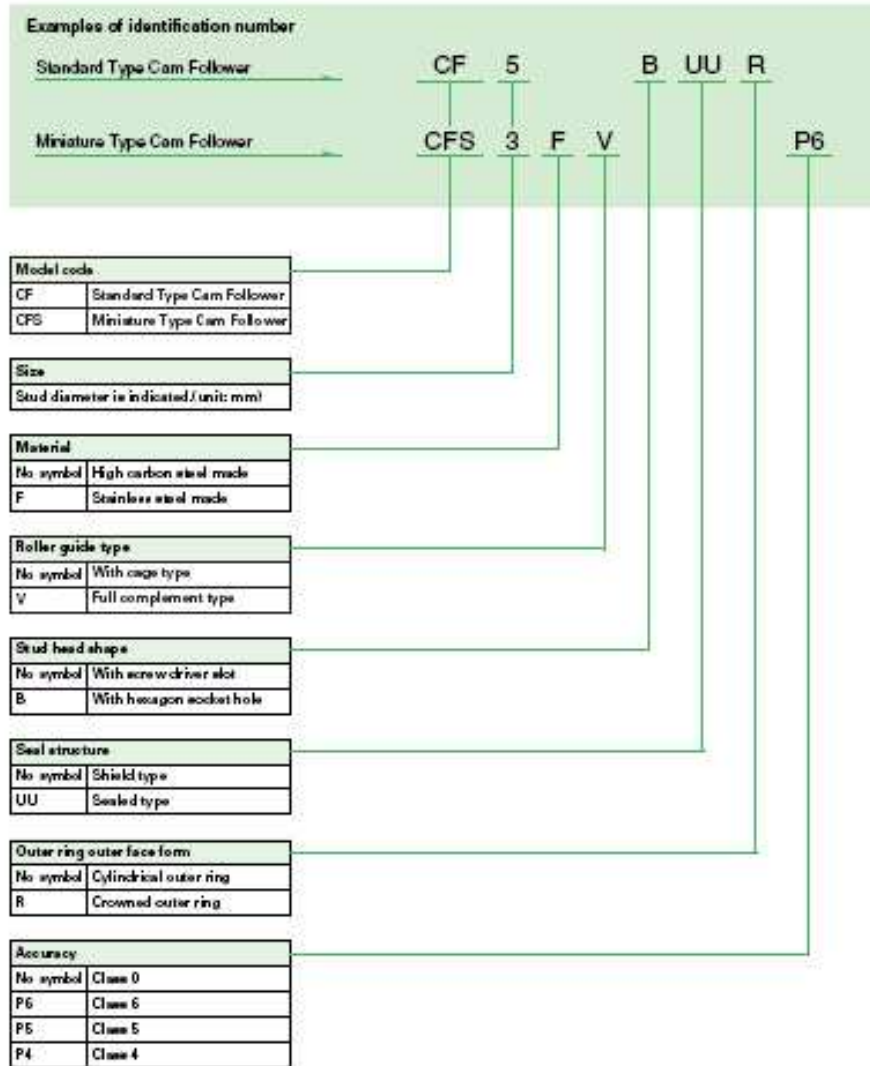 Examples of identification number
Standard Type Cam Follower CF 5 B UU R
Miniature Type Cam Follower CFS 3 F V P6
Model code
CF Standard Type Cam Follower
CFS Miniature Type Cam Follower
Size
Stud diameter is indicated.(unit: mm)
Material
No symbol High carbon steel made
F Stainless steel made
Roller guide type
No symbol With cage type
V Full complement type
Stud head shape
No symbol With screw driver slot
B With hexagon socket hole
Seal structure
No symbol Shield type
UU Sealed type
Outer ring outer face form
No symbol Cylindrical outer ring
R Crowned outer ring
Accuracy
No symbol Class 0
P6 Class 6
P5 Class 5
P4 Class 4